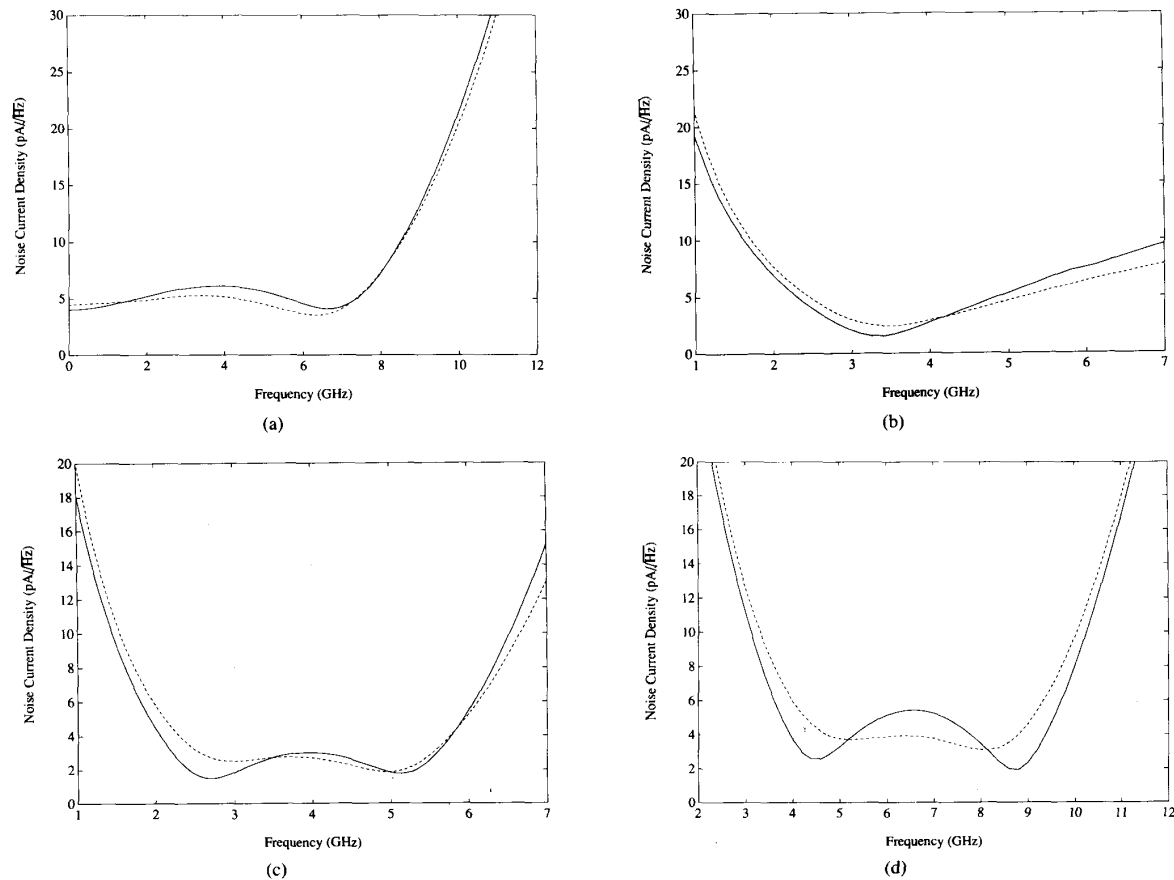 30
25
20
15
10
5
0
Noise Current Density (pA/√Hz)
0 2 4 6 8 10 12
Frequency (GHz)
(a)
30
25
20
15
10
5
0
Noise Current Density (pA/√Hz)
1 2 3 4 5 6 7
Frequency (GHz)
(b)
20
18
16
14
12
10
8
6
4
2
0
Noise Current Density (pA/√Hz)
1 2 3 4 5 6 7
Frequency (GHz)
(c)
20
18
16
14
12
10
8
6
4
2
0
Noise Current Density (pA/√Hz)
2 3 4 5 6 7 8 9 10 11 12
Frequency (GHz)
(d)